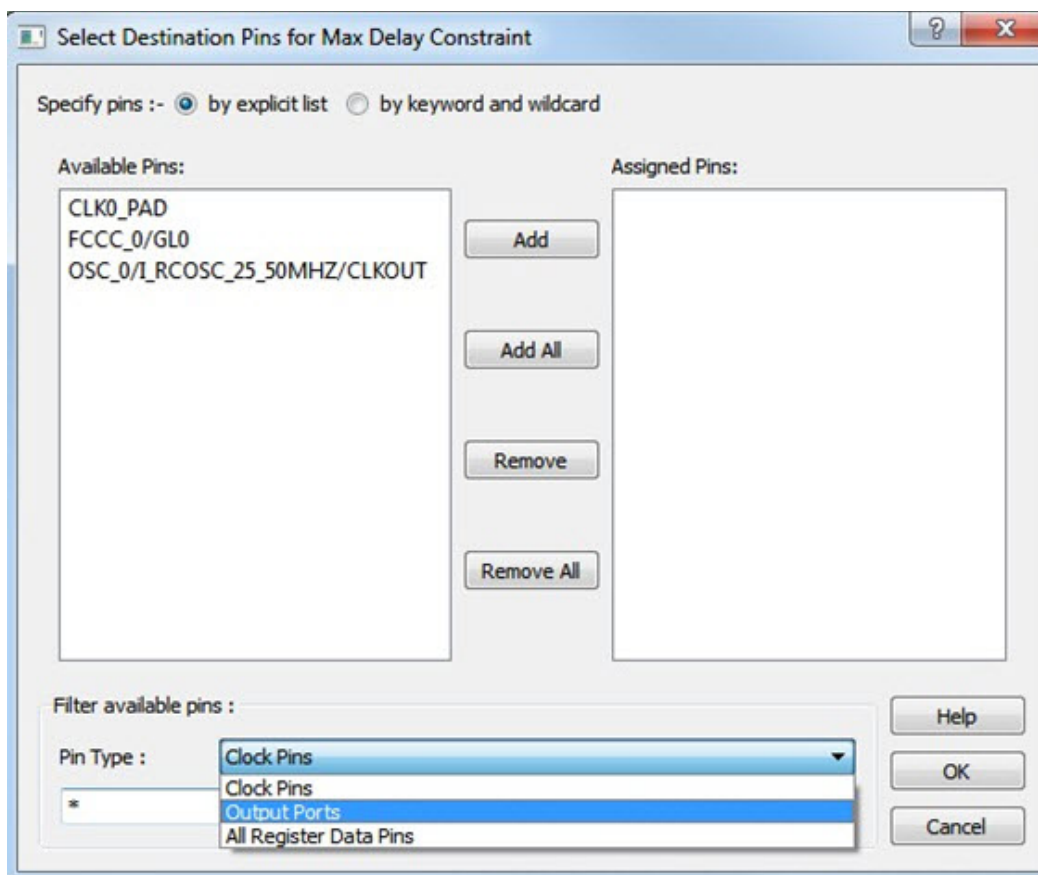 Select Destination Pins for Max Delay Constraint
Specify pins :- by explicit list by keyword and wildcard
Available Pins:
Assigned Pins:
CLK0_PAD
FCCC_0/GL0
OSC_0/I_RCOSC_25_50MHZ/CLKOUT
Add
Add All
Remove
Remove All
Filter available pins :
Pin Type :
Clock Pins
Clock Pins
Output Ports
All Register Data Pins
*
Help
OK
Cancel